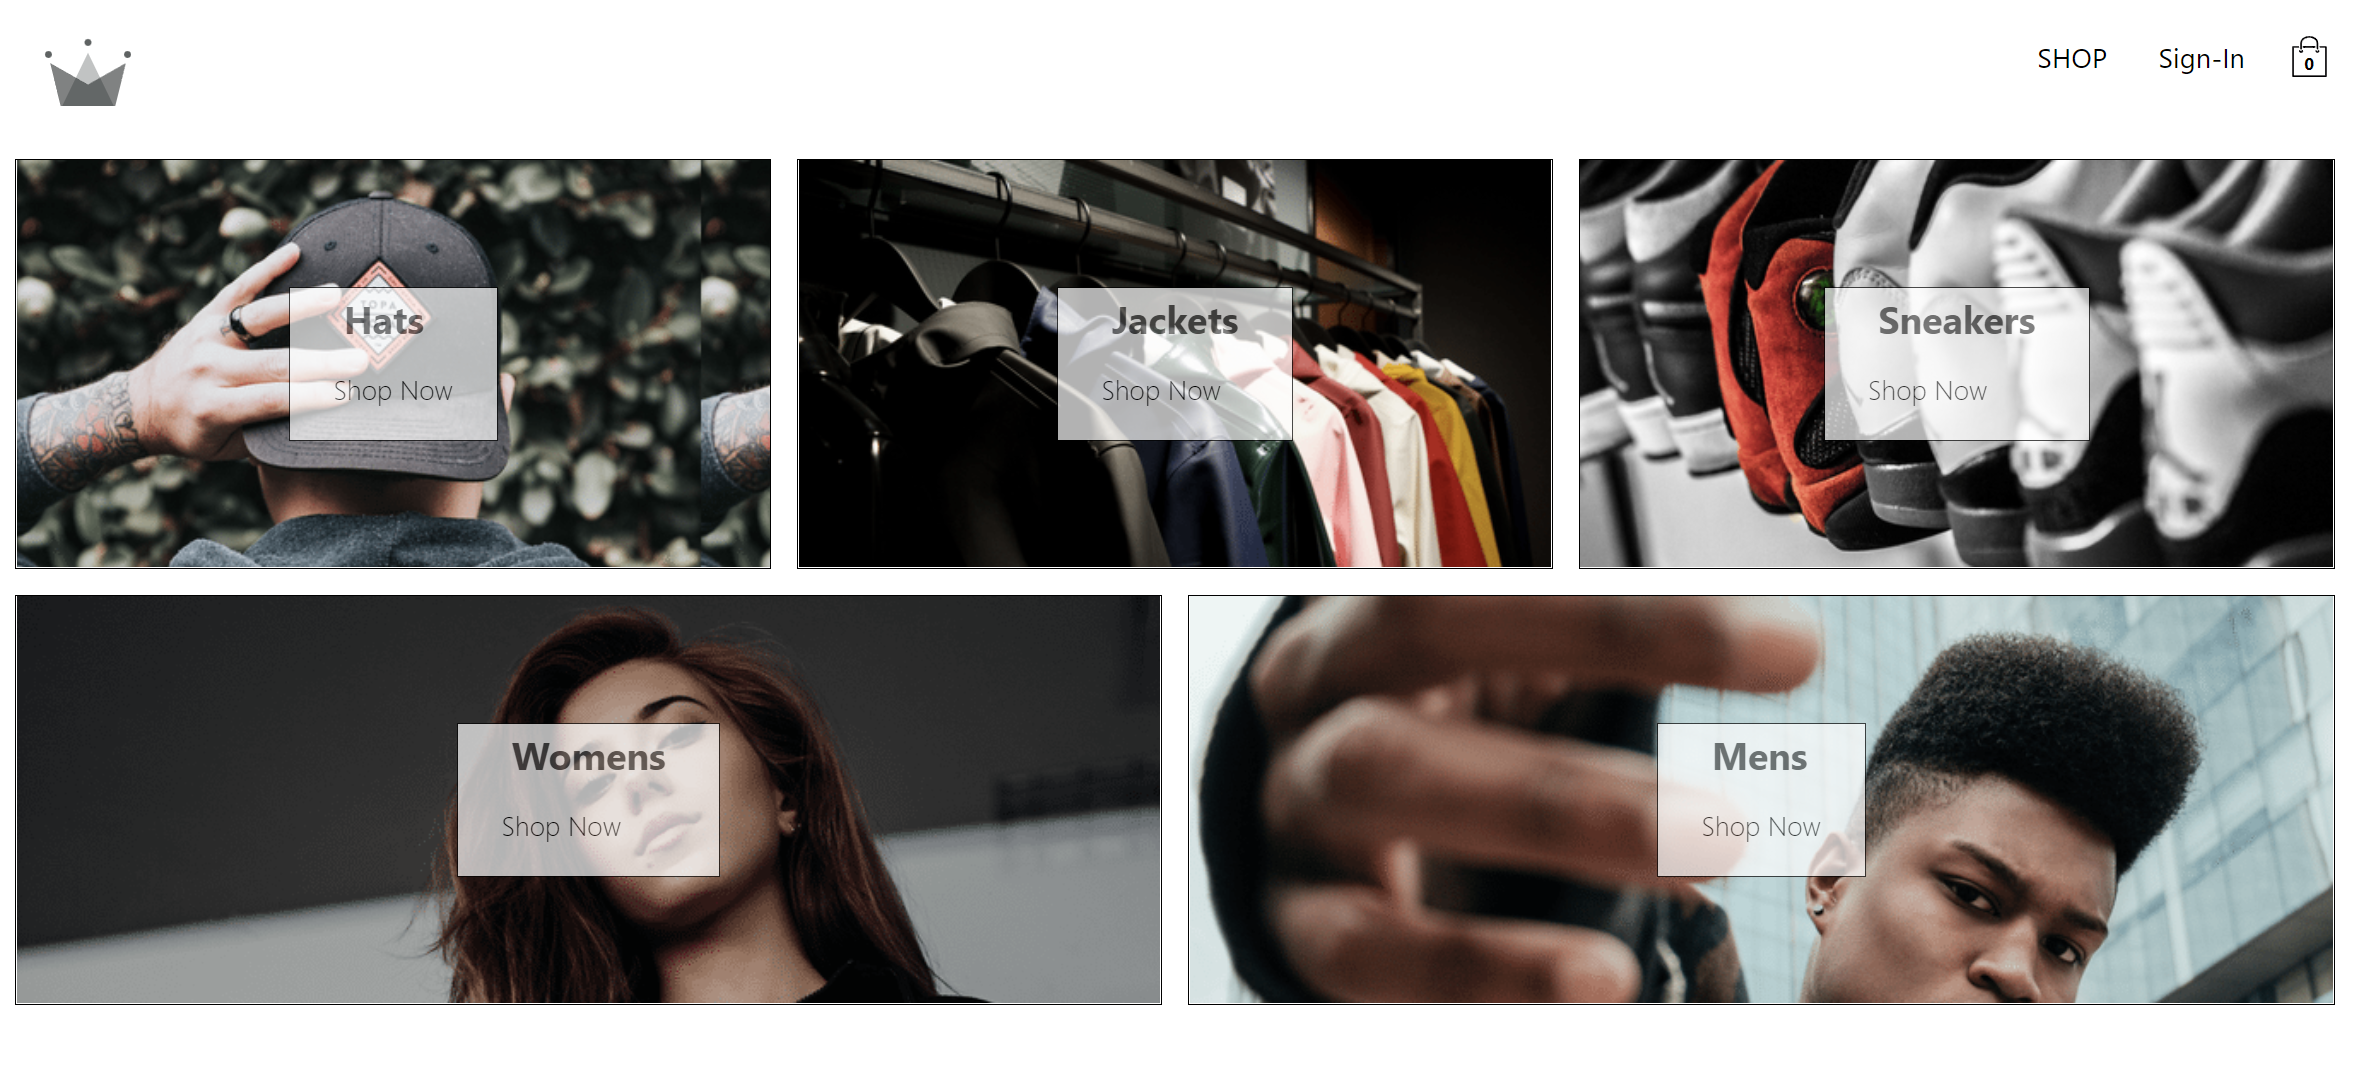 SHOP Sign-In 0
TOPA
Hats
Shop Now
Jackets
Shop Now
Sneakers
Shop Now
Womens
Shop Now
Mens
Shop Now